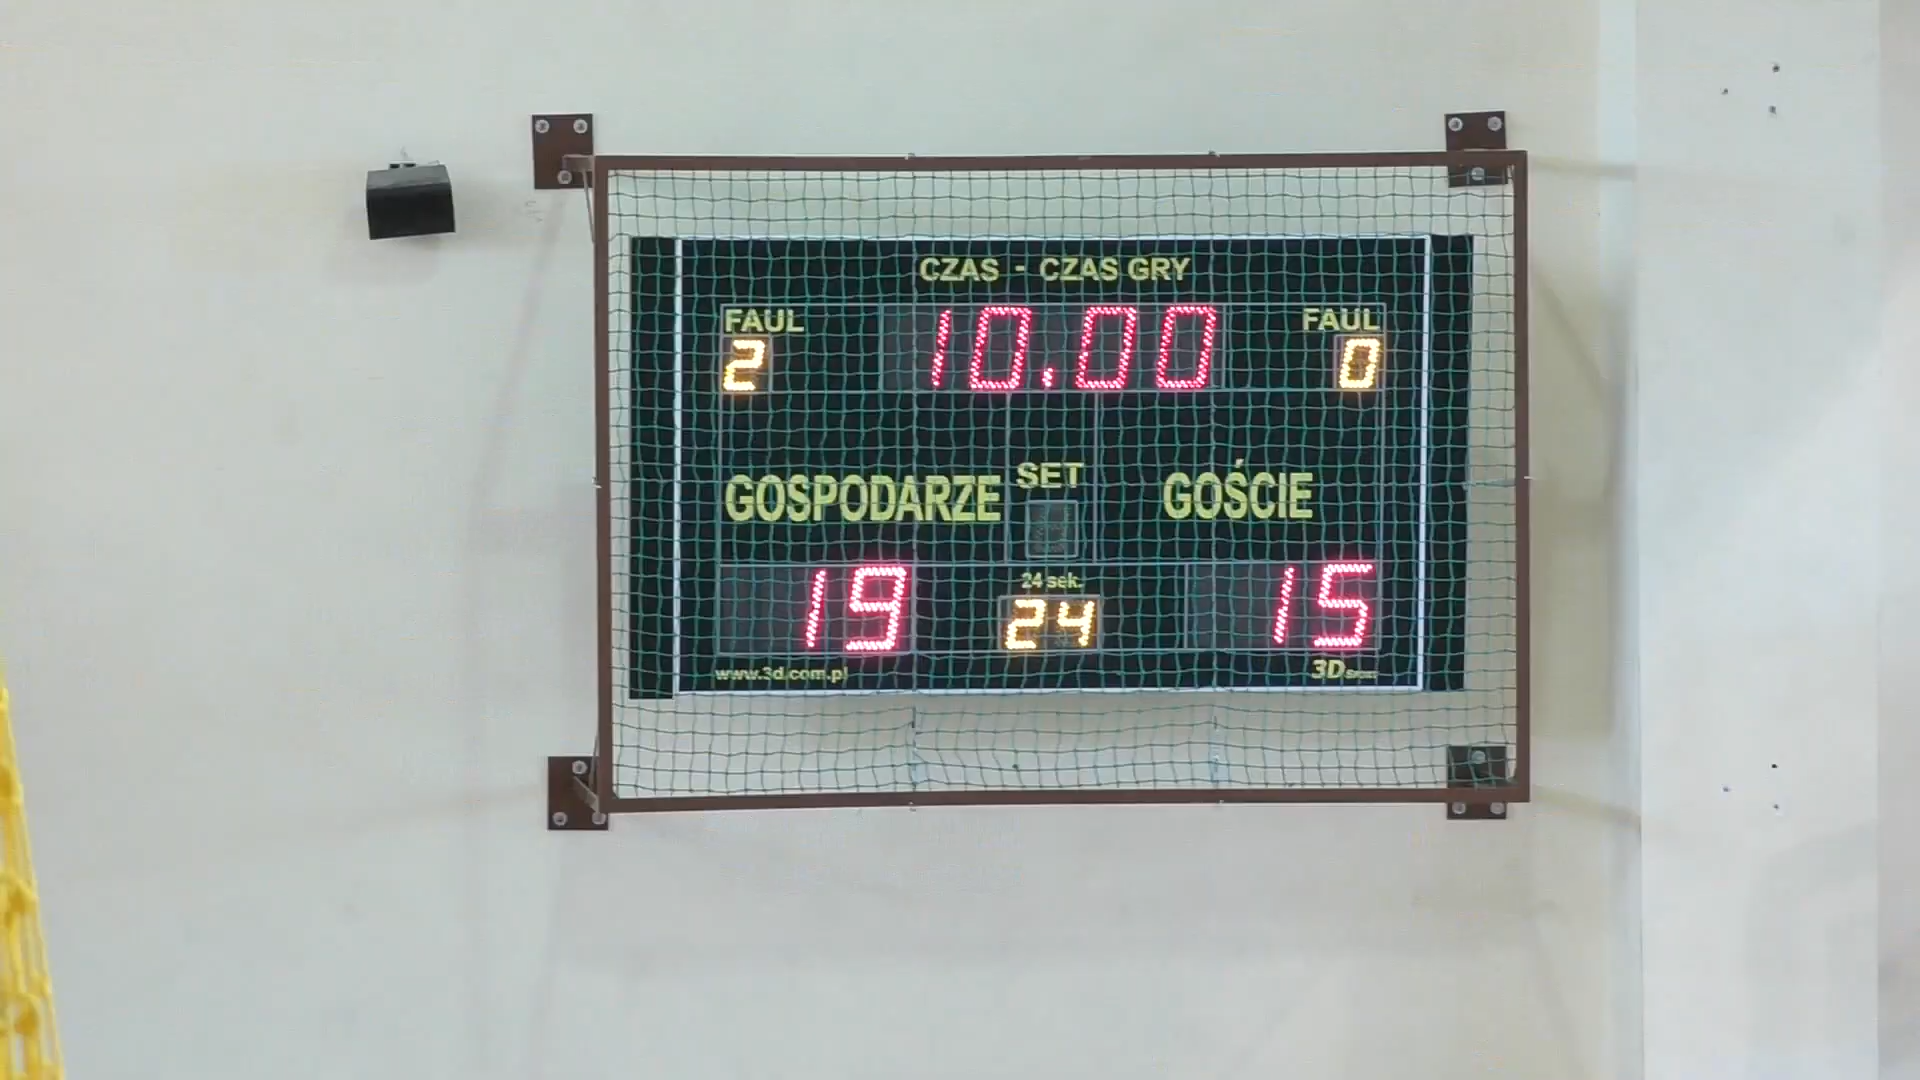 CZAS - CZAS GRY
FAUL
FAUL
2
10.00
0
GOSPODARZE
SET
GOŚCIE
19
24 sek.
24
15
www.3d.com.pl
3D